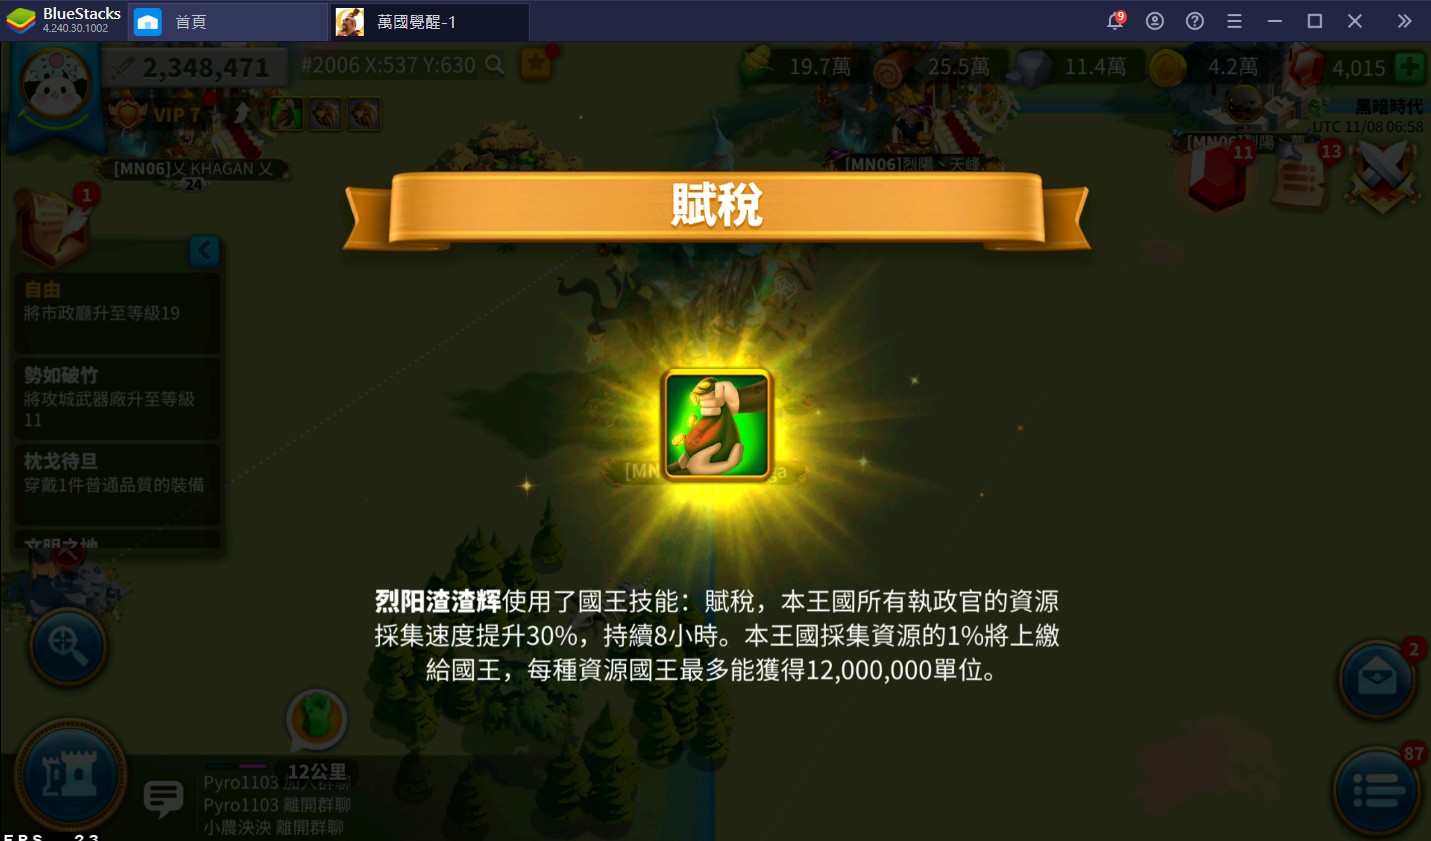 BlueStacks
4.240.30.1002
首頁
萬國覺醒-1
9
2,348,471
#2006 X:537 Y:630
19.7萬
25.5萬
11.4萬
4.2萬
4,015
VIP 7
黑暗時代
UTC 11/08 06:58
[MN06]乂 KHAGAN 乂
24
[MN06]烈陽丶天峰
11
13
1
賦稅
自由
將市政廳升至等級19
勢如破竹
將攻城武器廠升至等級
11
枕戈待旦
穿戴1件普通品質的裝備
文明之地
[MN
ga
烈阳渣渣辉使用了國王技能：賦稅，本王國所有執政官的資源
採集速度提升30%，持續8小時。本王國採集資源的1%將上繳
給國王，每種資源國王最多能獲得12,000,000單位。
2
87
12公里
Pyro1103 加入群聊
Pyro1103 離開群聊
小農泱泱 離開群聊
FPS 23